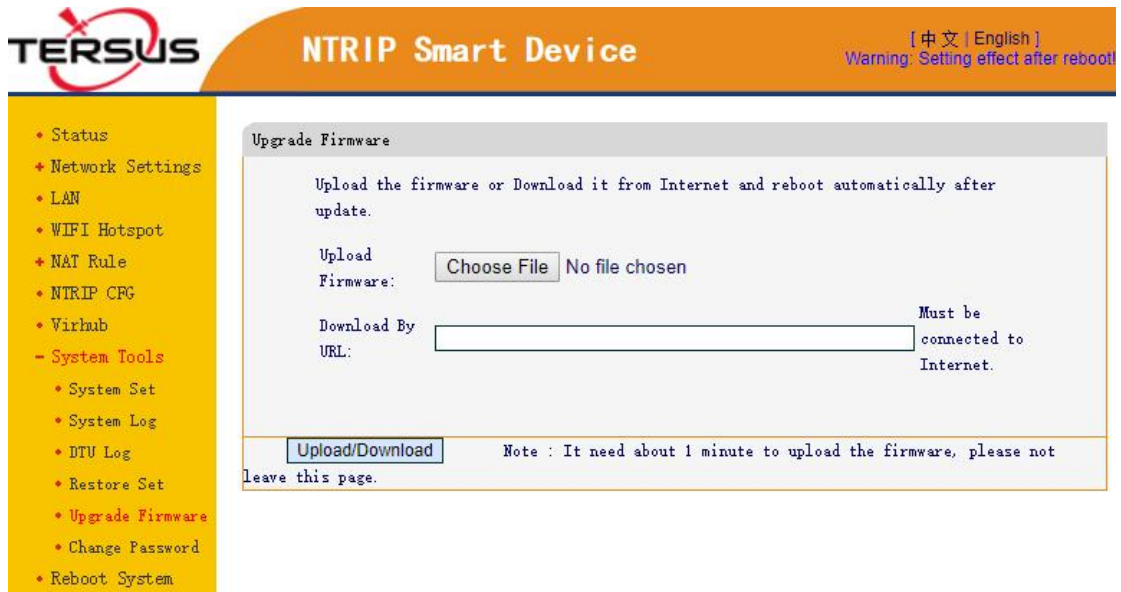 TERSUS
NTRIP Smart Device
[ 中文 | English ]
Warning: Setting effect after reboot!
Status
Network Settings
LAN
WIFI Hotspot
NAT Rule
NTRIP CFG
Virhub
System Tools
System Set
System Log
DTU Log
Restore Set
Upgrade Firmware
Change Password
Reboot System
Upgrade Firmware
Upload the firmware or Download it from Internet and reboot automatically after
update.
Upload
Firmware:
Choose File No file chosen
Download By
URL:
Must be
connected to
Internet.
Upload/Download Note : It need about 1 minute to upload the firmware, please not
leave this page.